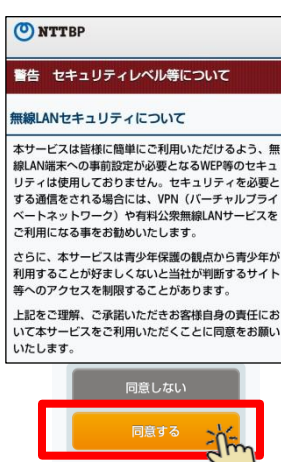 NTTBP
警告 セキュリティレベル等について
無線LANセキュリティについて
本サービスは皆様に簡単にご利用いただけるよう、無
線LAN端末への事前設定が必要となるWEP等のセキュ
リティは使用しておりません。セキュリティを必要と
する通信をされる場合には、VPN（バーチャルプライ
ベートネットワーク）や有料公衆無線LANサービスを
ご利用になる事をお勧めいたします。
さらに、本サービスは青少年保護の観点から青少年が
利用することが好ましくないと当社が判断するサイト
等へのアクセスを制限することがあります。
上記をご理解、ご承諾いただきお客様自身の責任にお
いて本サービスをご利用いただくことに同意をお願い
いたします。
同意しない
同意する